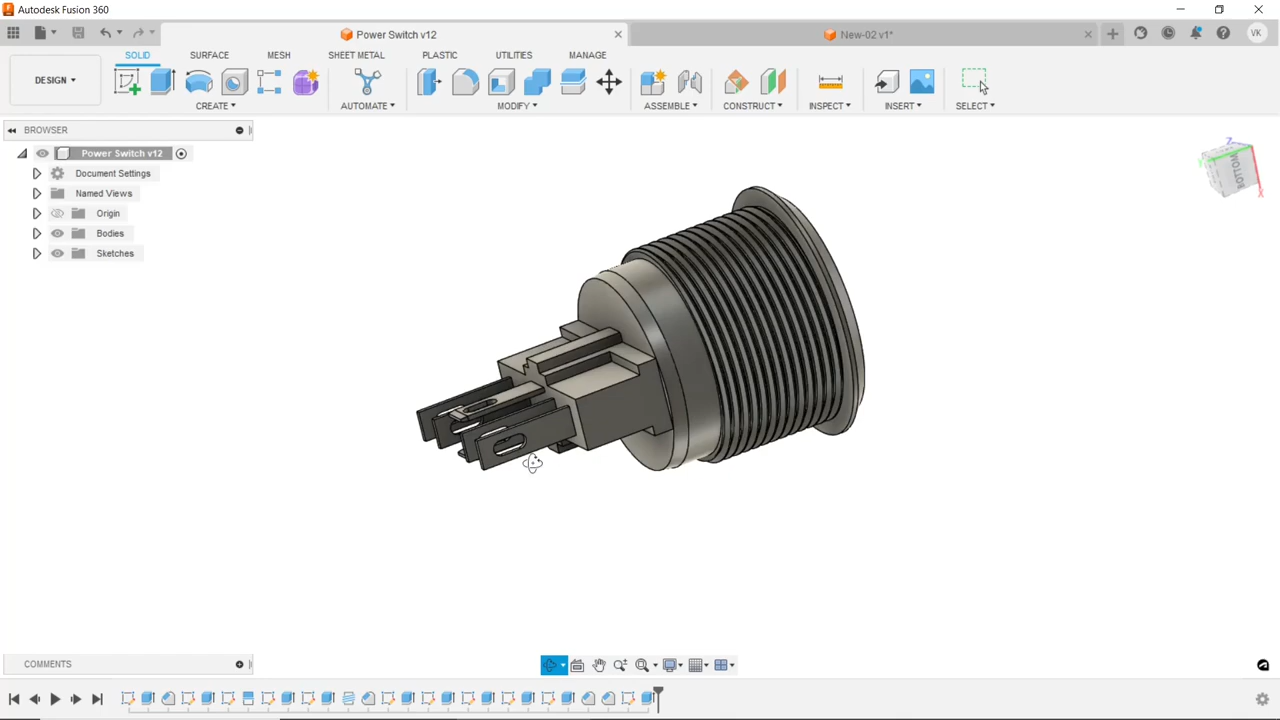 Autodesk Fusion 360
Power Switch v12
New-02 v1*
VK
SOLID SURFACE MESH SHEET METAL PLASTIC UTILITIES MANAGE
DESIGN
CREATE AUTOMATE MODIFY ASSEMBLE CONSTRUCT INSPECT INSERT SELECT
BROWSER
Power Switch v12
Document Settings
Named Views
Origin
Bodies
Sketches
Z
Y
BOTTOM
X
COMMENTS